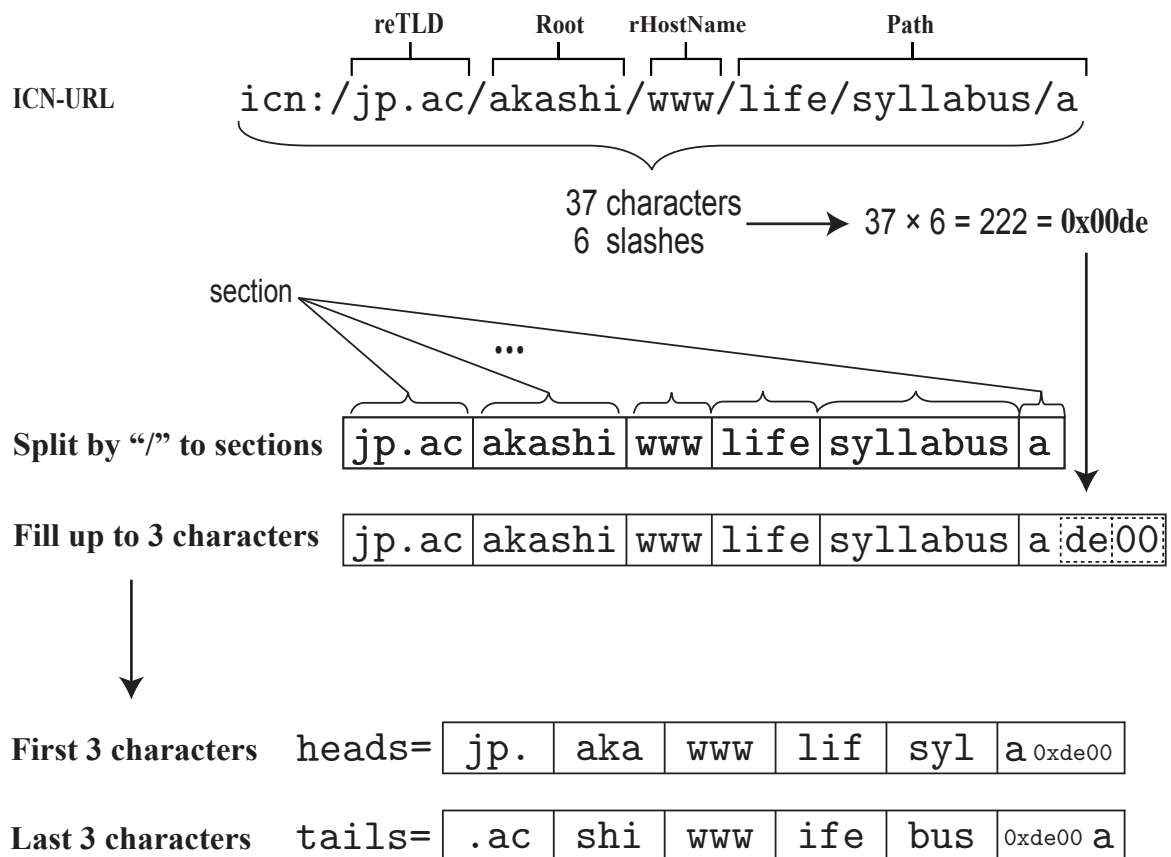 reTLD Root rHostName Path
ICN-URL icn:/jp.ac/akashi/www/life/syllabus/a
37 characters
6 slashes
37 × 6 = 222 = 0x00de
section
...
Split by “/” to sections jp.ac akashi www life syllabus a
Fill up to 3 characters jp.ac akashi www life syllabus a de 00
First 3 characters heads= jp. aka www lif syl a 0xde00
Last 3 characters tails= .ac shi www ife bus 0xde00 a